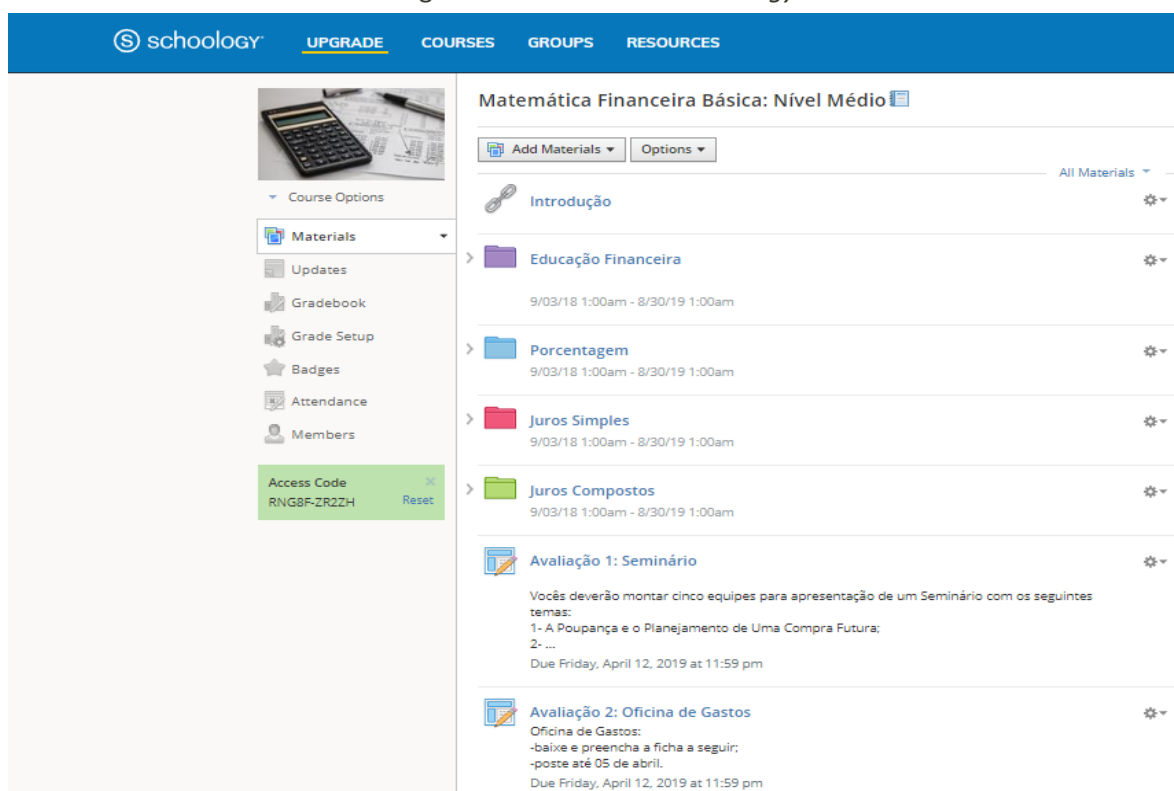 schoology
UPGRADE
COURSES
GROUPS
RESOURCES
Course Options
Materials
Updates
Gradebook
Grade Setup
Badges
Attendance
Members
Access Code
RNG8F-ZR2ZH
Reset
Matemática Financeira Básica: Nível Médio
Add Materials
Options
All Materials
Introdução
Educação Financeira
9/03/18 1:00am - 8/30/19 1:00am
Porcentagem
9/03/18 1:00am - 8/30/19 1:00am
Juros Simples
9/03/18 1:00am - 8/30/19 1:00am
Juros Compostos
9/03/18 1:00am - 8/30/19 1:00am
Avaliação 1: Seminário
Vocês deverão montar cinco equipes para apresentação de um Seminário com os seguintes
temas:
1- A Poupança e o Planejamento de Uma Compra Futura;
2- ...
Due Friday, April 12, 2019 at 11:59 pm
Avaliação 2: Oficina de Gastos
Oficina de Gastos:
-baixe e preencha a ficha a seguir;
-poste até 05 de abril.
Due Friday, April 12, 2019 at 11:59 pm